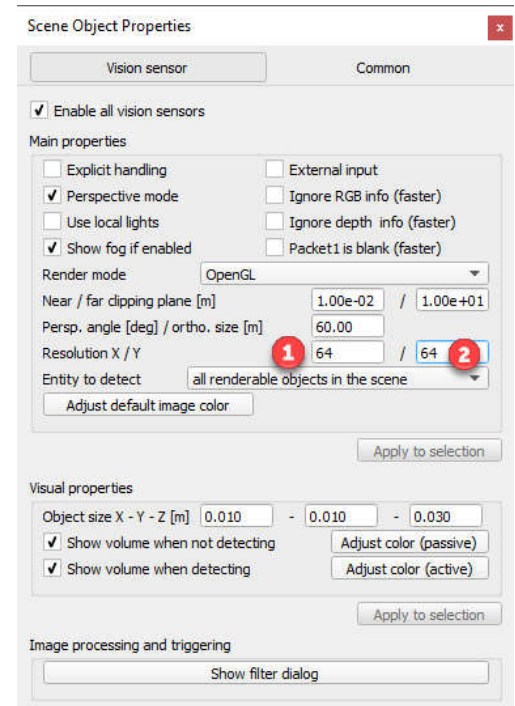 Scene Object Properties x
Vision sensor Common
Enable all vision sensors
Main properties
Explicit handling External input
Perspective mode Ignore RGB info (faster)
Use local lights Ignore depth info (faster)
Show fog if enabled Packet1 is blank (faster)
Render mode OpenGL
Near / far clipping plane [m] 1.00e-02 / 1.00e+01
Persp. angle [deg] / ortho. size [m] 60.00
Resolution X / Y 1 64 / 64 2
Entity to detect all renderable objects in the scene
Adjust default image color
Apply to selection
Visual properties
Object size X - Y - Z [m] 0.010 - 0.010 - 0.030
Show volume when not detecting Adjust color (passive)
Show volume when detecting Adjust color (active)
Apply to selection
Image processing and triggering
Show filter dialog